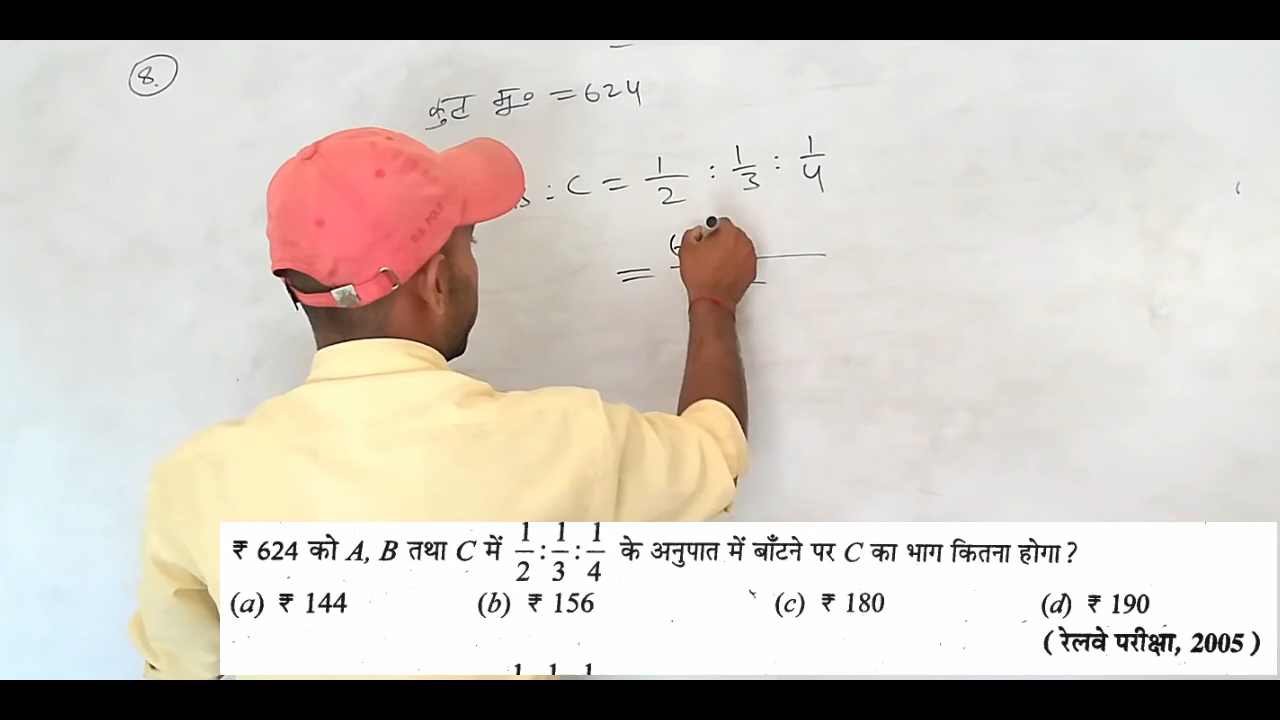 8.
कुल मू० = 624
: C = 1/2 : 1/3 : 1/4
= 6
₹ 624 को A, B तथा C में 1/2 : 1/3 : 1/4 के अनुपात में बाँटने पर C का भाग कितना होगा ?
(a) ₹ 144 (b) ₹ 156 (c) ₹ 180 (d) ₹ 190
( रेलवे परीक्षा, 2005 )